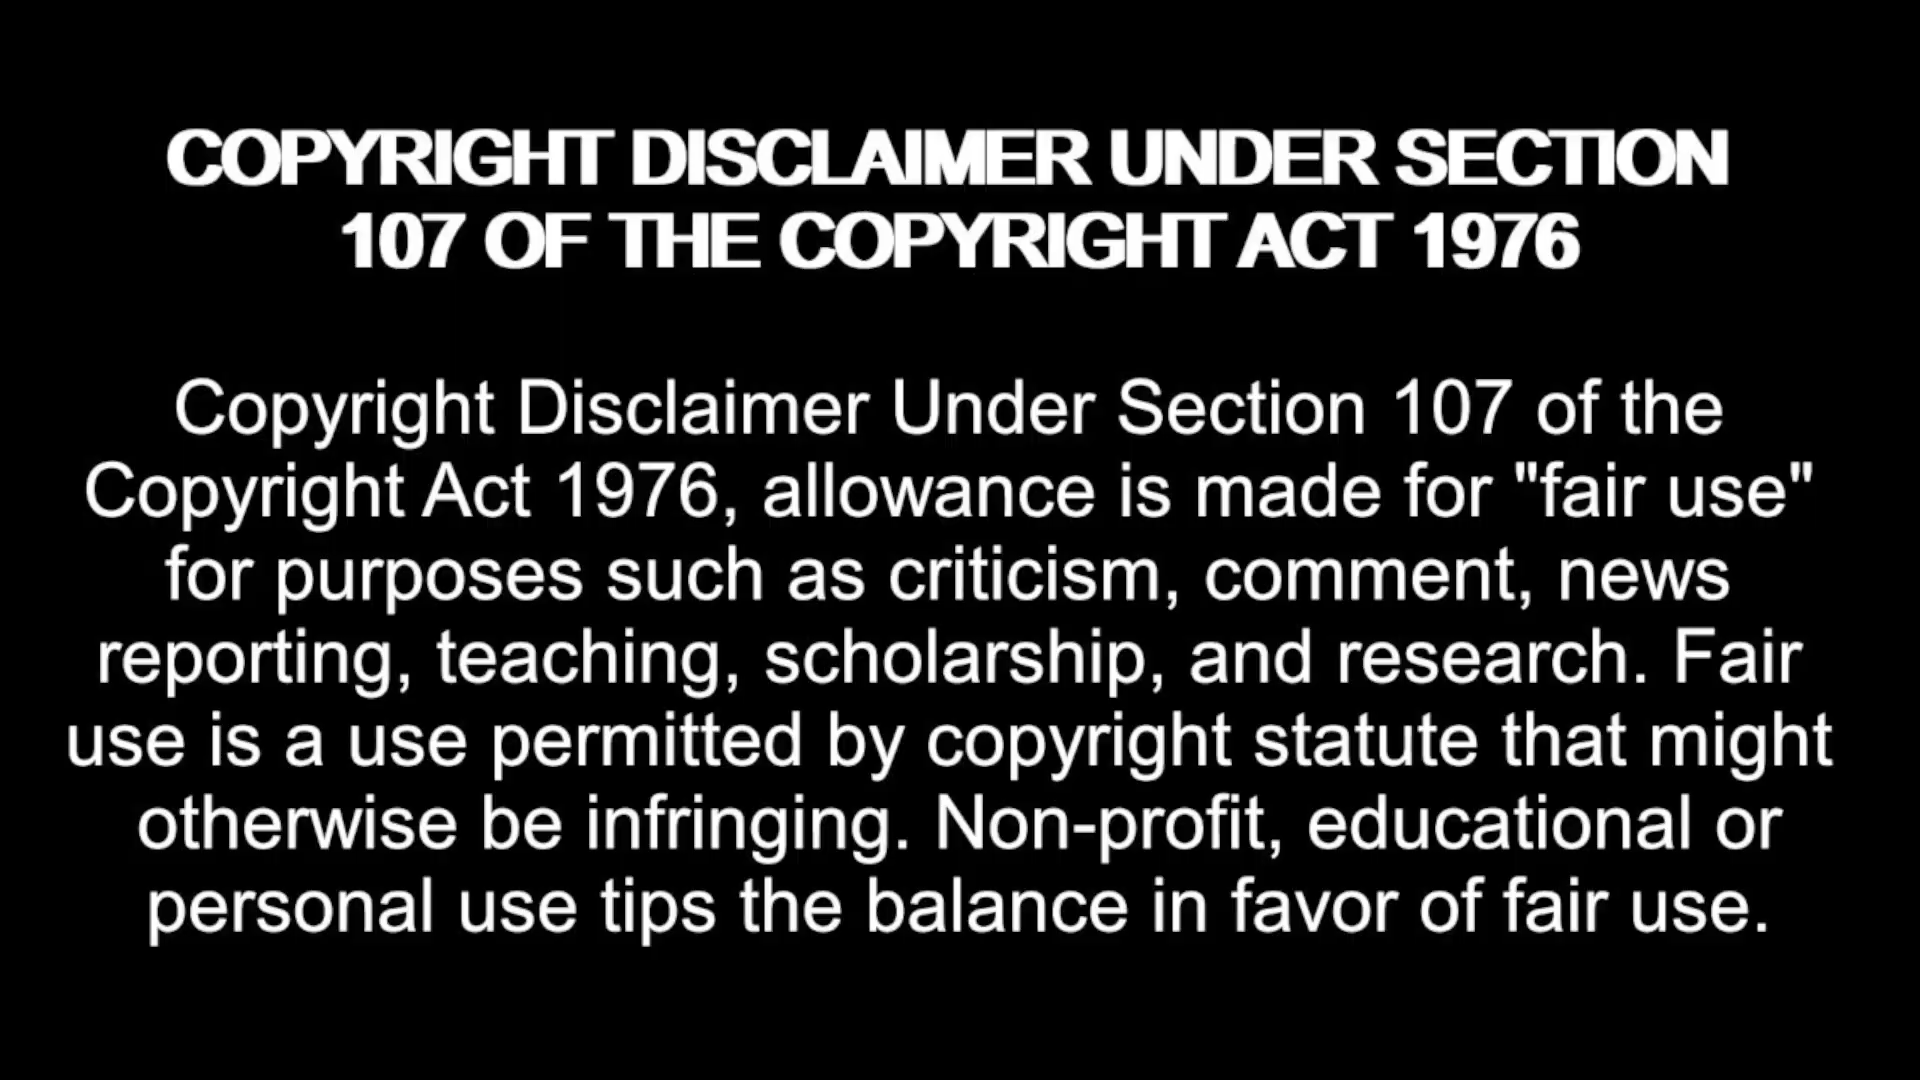 COPYRIGHT DISCLAIMER UNDER SECTION
107 OF THE COPYRIGHT ACT 1976
Copyright Disclaimer Under Section 107 of the
Copyright Act 1976, allowance is made for "fair use"
for purposes such as criticism, comment, news
reporting, teaching, scholarship, and research. Fair
use is a use permitted by copyright statute that might
otherwise be infringing. Non-profit, educational or
personal use tips the balance in favor of fair use.